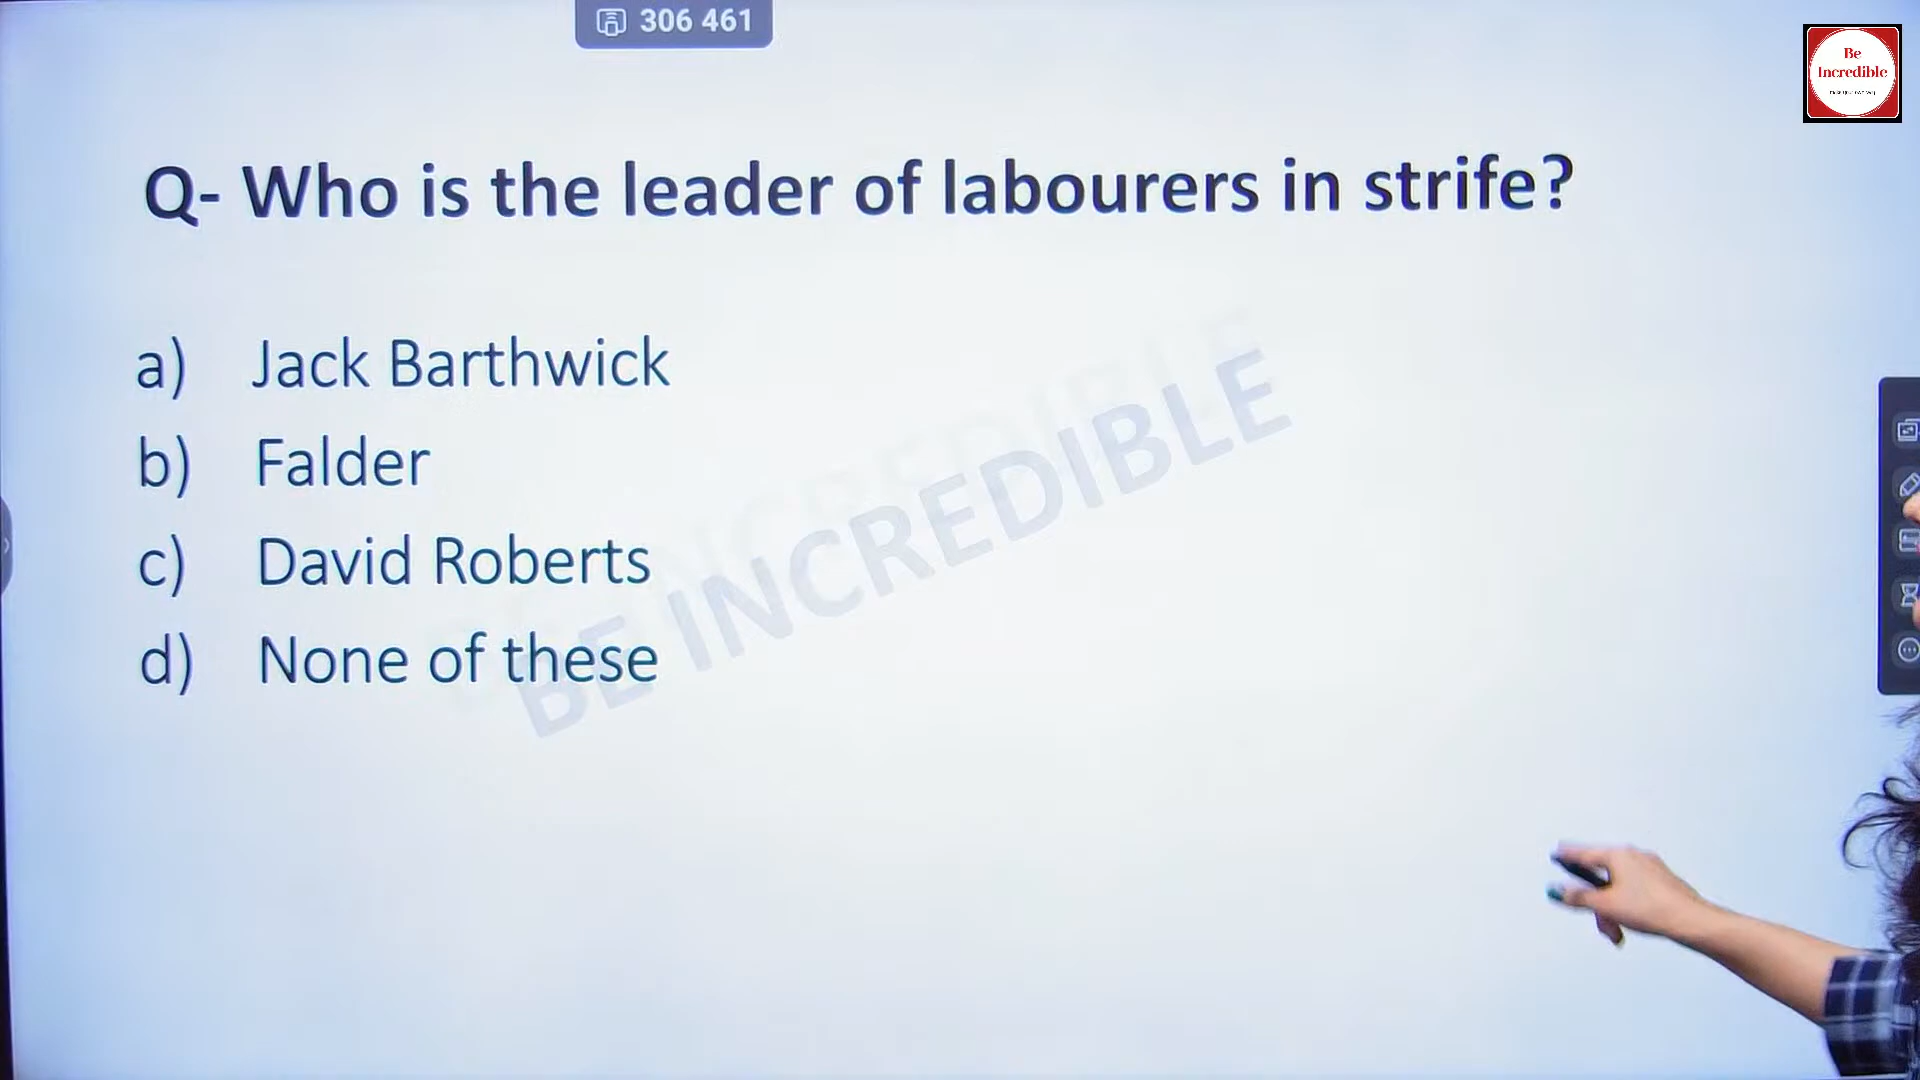 306 461
Be
Incredible
Q- Who is the leader of labourers in strife?
a) Jack Barthwick
b) Falder
c) David Roberts
d) None of these
BE INCREDIBLE